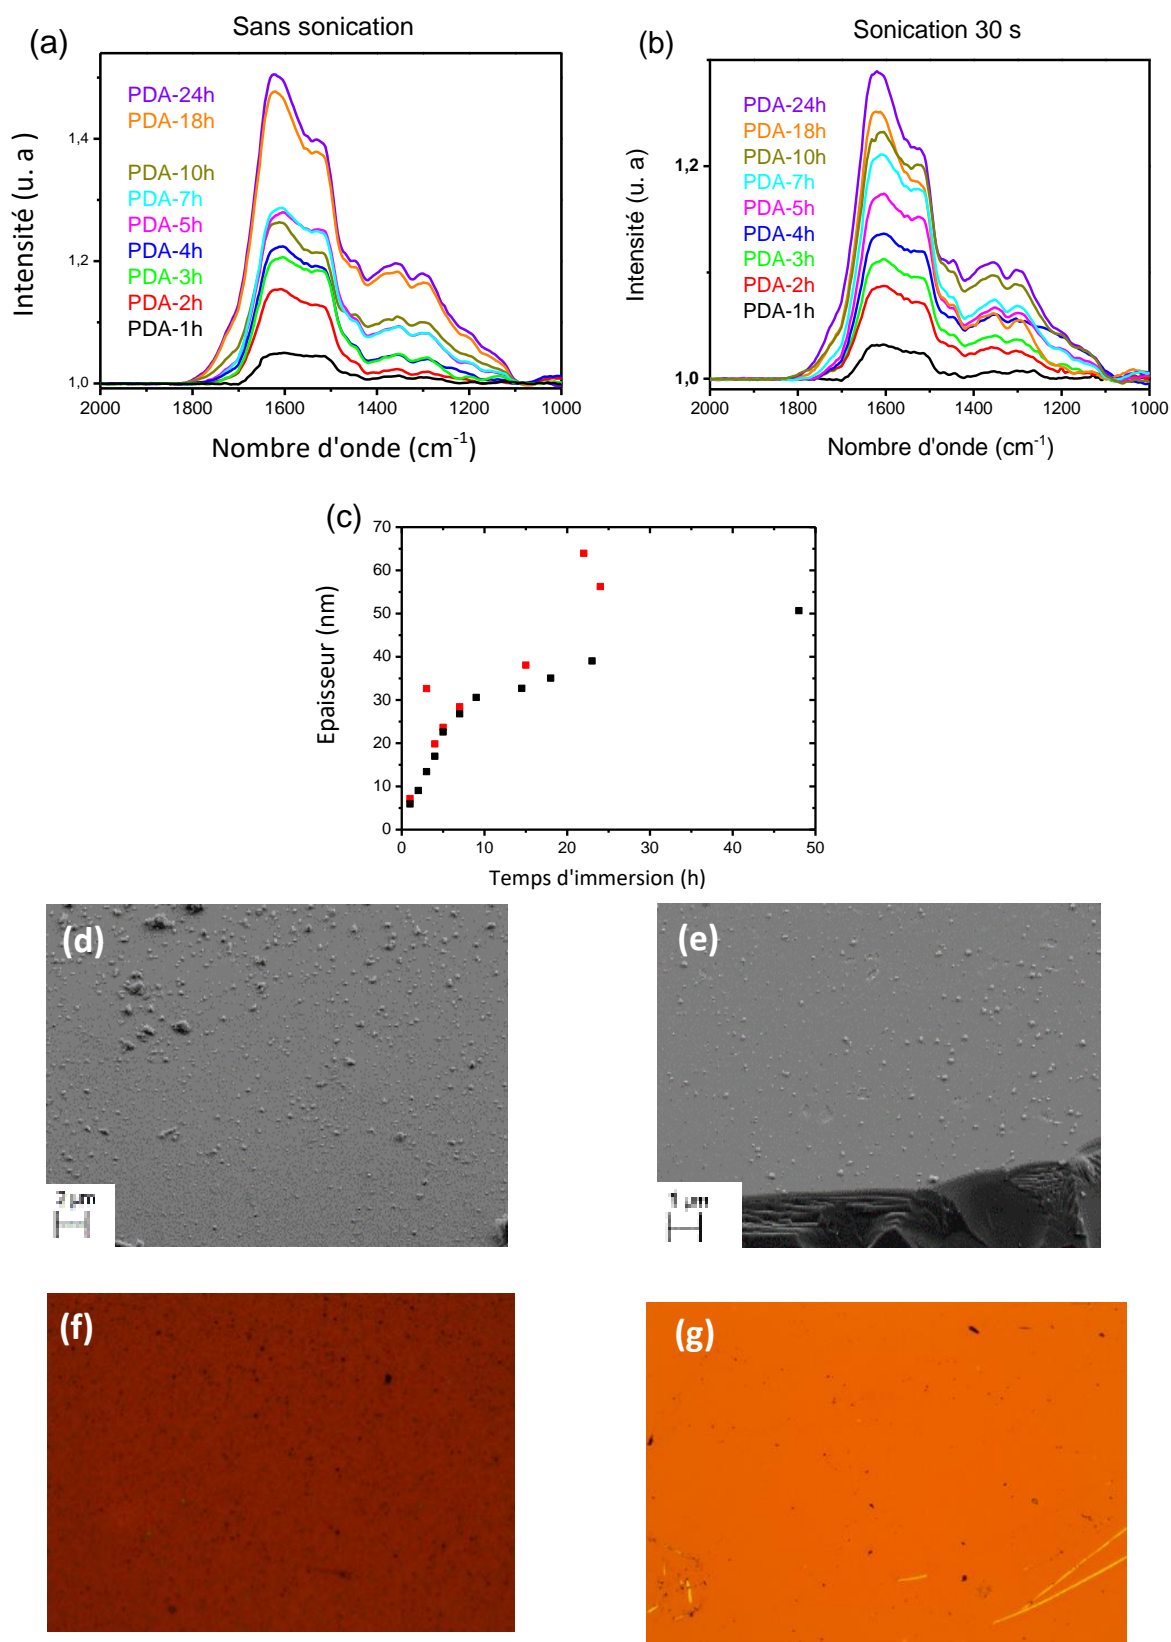 Sans sonication
(a)
PDA-24h
PDA-18h
PDA-10h
PDA-7h
PDA-5h
PDA-4h
PDA-3h
PDA-2h
PDA-1h
Intensité (u. a )
1,4
1,2
1,0
2000 1800 1600 1400 1200 1000
Nombre d'onde (cm-1)
Sonication 30 s
(b)
PDA-24h
PDA-18h
PDA-10h
PDA-7h
PDA-5h
PDA-4h
PDA-3h
PDA-2h
PDA-1h
Intensité (u. a)
1,2
1,0
2000 1800 1600 1400 1200 1000
Nombre d'onde (cm-1)
(c)
Epaisseur (nm)
70
60
50
40
30
20
10
0
0 10 20 30 40 50
Temps d'immersion (h)
(d)
µm
(e)
1 µm
(f)
(g)